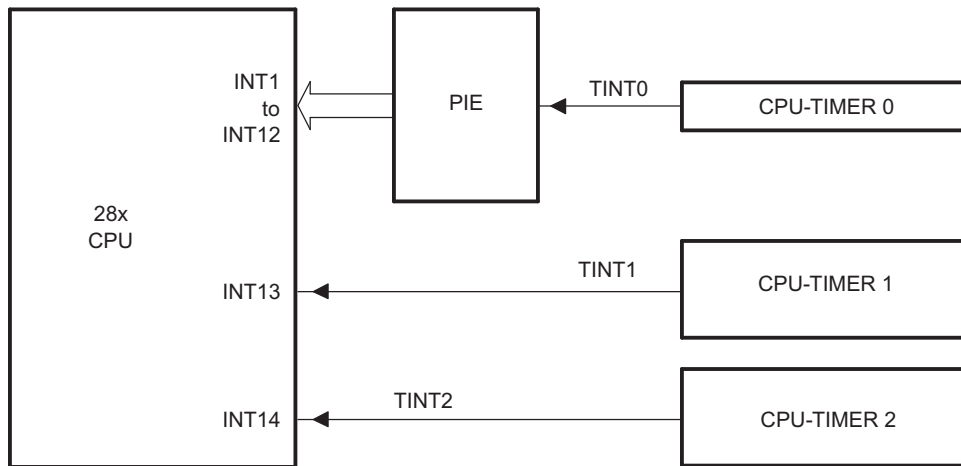 INT1
to
INT12
PIE
TINT0
CPU-TIMER 0
28x
CPU
INT13
TINT1
CPU-TIMER 1
INT14
TINT2
CPU-TIMER 2